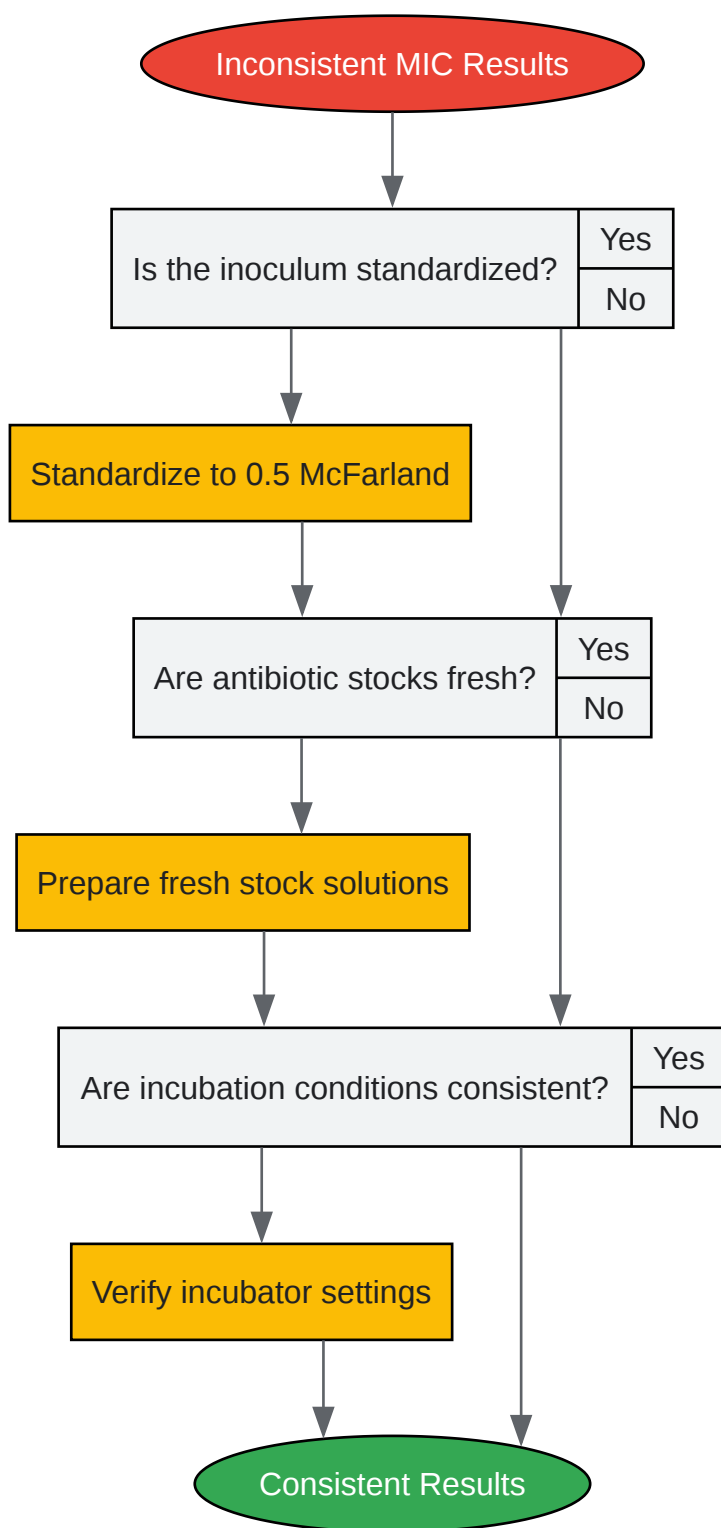 Inconsistent MIC Results
Is the inoculum standardized?
Yes
No
Standardize to 0.5 McFarland
Are antibiotic stocks fresh?
Yes
No
Prepare fresh stock solutions
Are incubation conditions consistent?
Yes
No
Verify incubator settings
Consistent Results